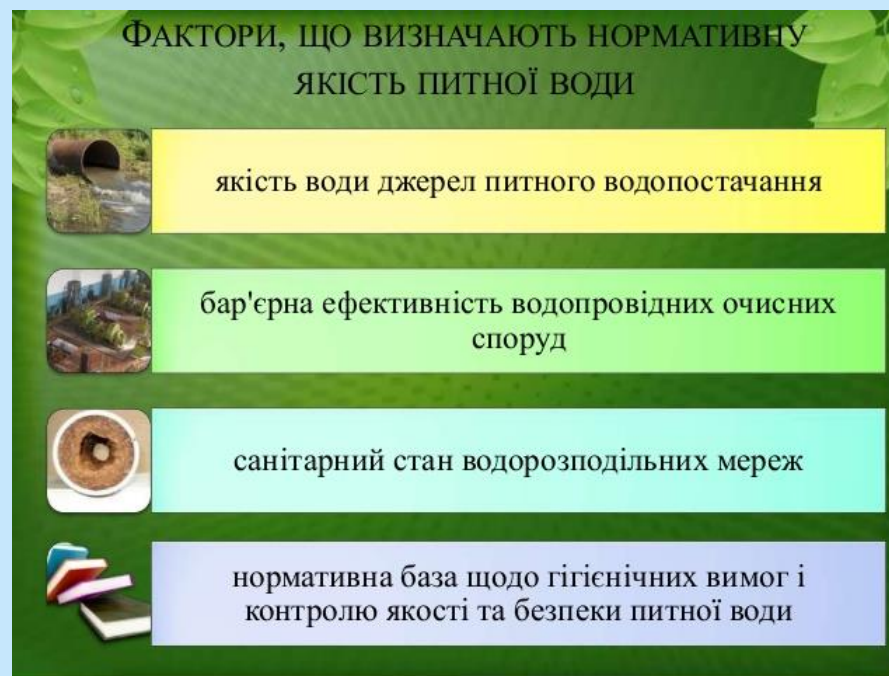 ФАКТОРИ, ЩО ВИЗНАЧАЮТЬ НОРМАТИВНУ
ЯКІСТЬ ПИТНОЇ ВОДИ
якість води джерел питного водопостачання
бар'єрна ефективність водопровідних очисних
споруд
санітарний стан водорозподільних мереж
нормативна база щодо гігієнічних вимог і
контролю якості та безпеки питної води